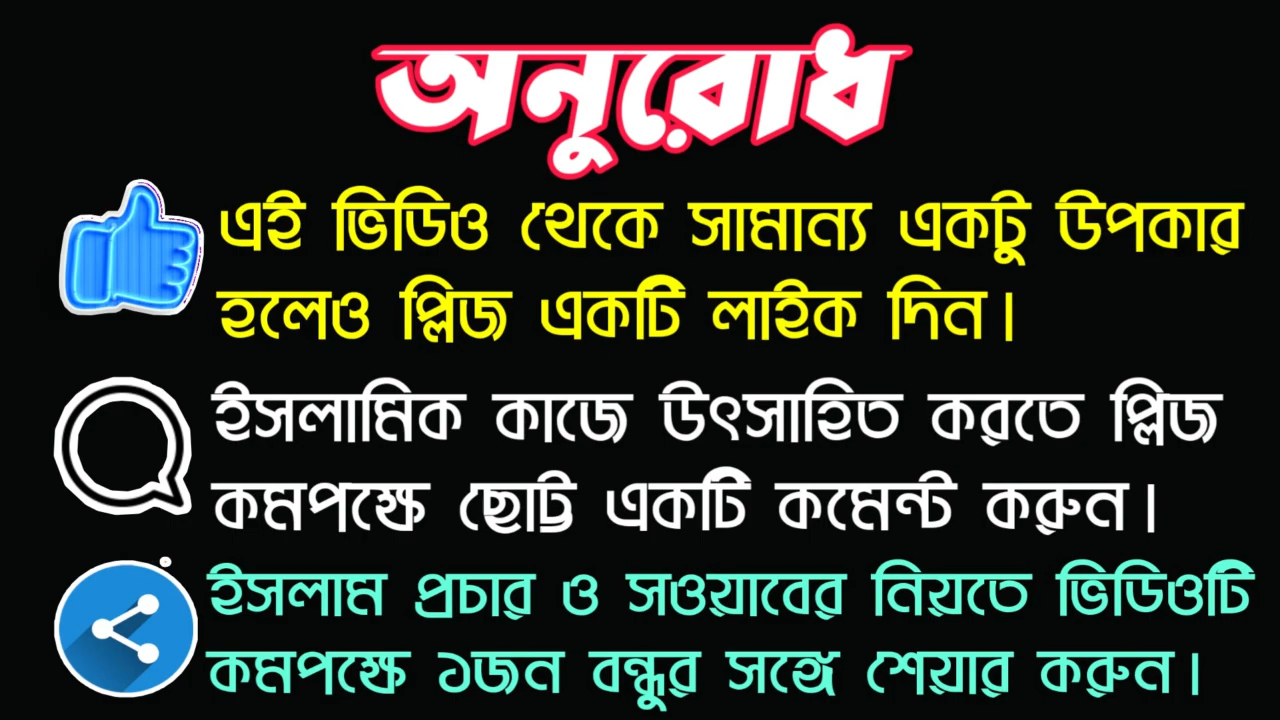 অনুরোধ
এই ভিডিও থেকে সামান্য একটু উপকার
হলেও প্লিজ একটি লাইক দিন।
ইসলামিক কাজে উৎসাহিত করতে প্লিজ
কমপক্ষে ছোট্ট একটি কমেন্ট করুন।
ইসলাম প্রচার ও সওয়াবের নিয়তে ভিডিওটি
কমপক্ষে ১জন বন্ধুর সঙ্গে শেয়ার করুন।